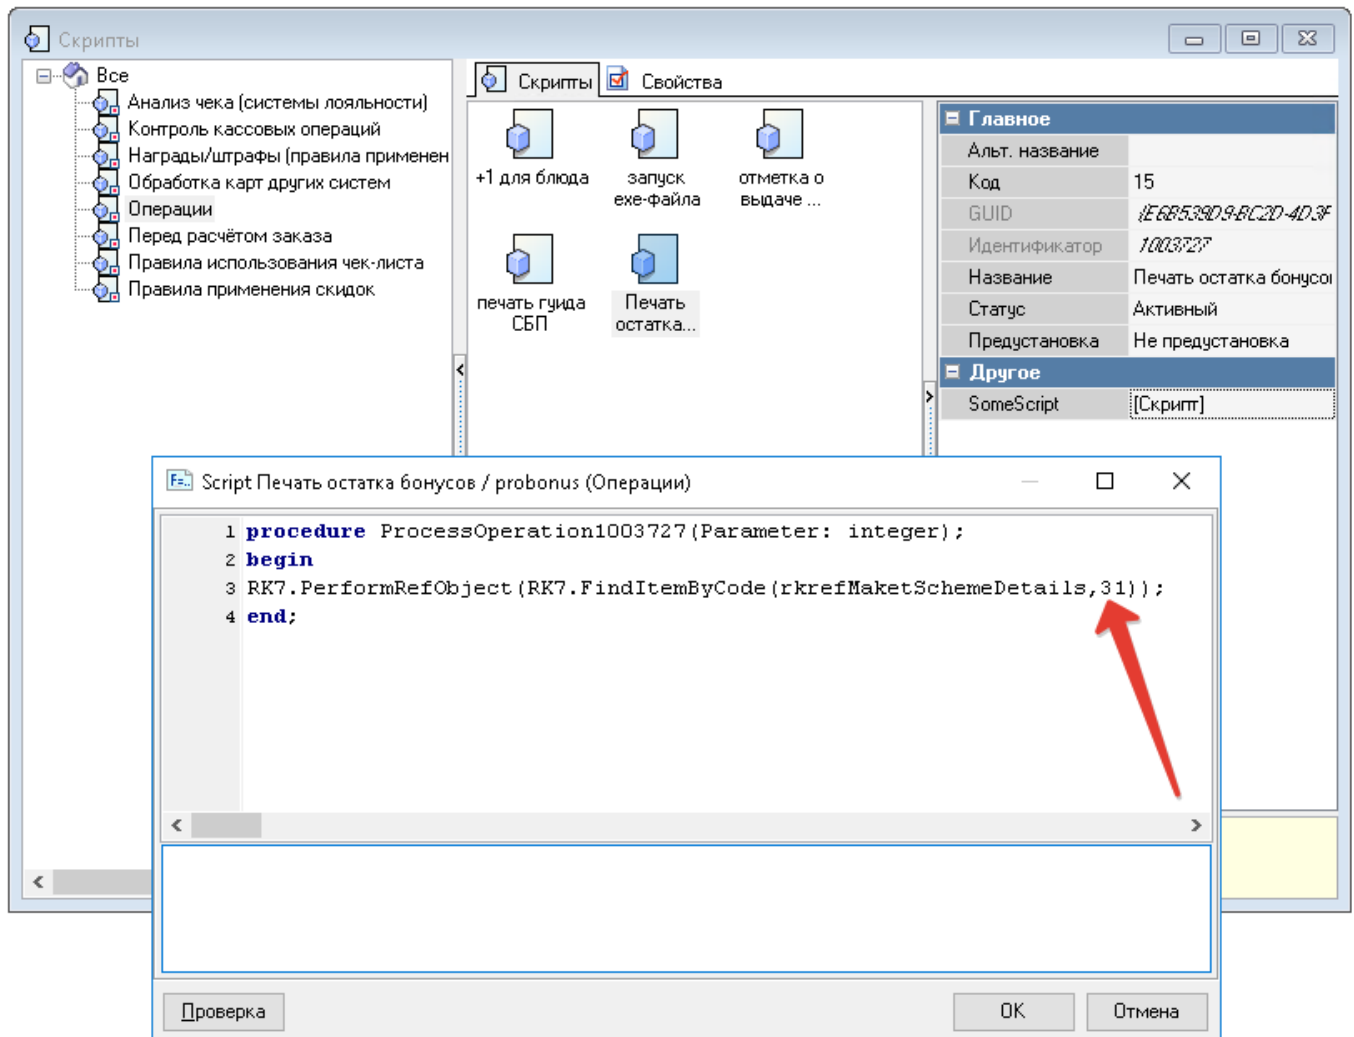 Скрипты
Все
Анализ чека (системы лояльности)
Контроль кассовых операций
Награды/штрафы (правила применен
Обработка карт других систем
Операции
Перед расчётом заказа
Правила использования чек-листа
Правила применения скидок
Скрипты
Свойства
+1 для блюда
запуск
exe-файла
отметка о
выдаче ...
печать гуида
СБП
Печать
остатка...
Главное
Альт. название
Код 15
GUID {E6B539D9-BC2D-4D3F
Идентификатор 1003727
Название Печать остатка бонусо
Статус Активный
Предустановка Не предустановка
Другое
SomeScript [Скрипт]
Script Печать остатка бонусов / probonus (Операции)
1 procedure ProcessOperation1003727(Parameter: integer);
2 begin
3 RK7.PerformRefObject(RK7.FindItemByCode(rkrefMaketSchemeDetails,31));
4 end;
Проверка
OK
Отмена